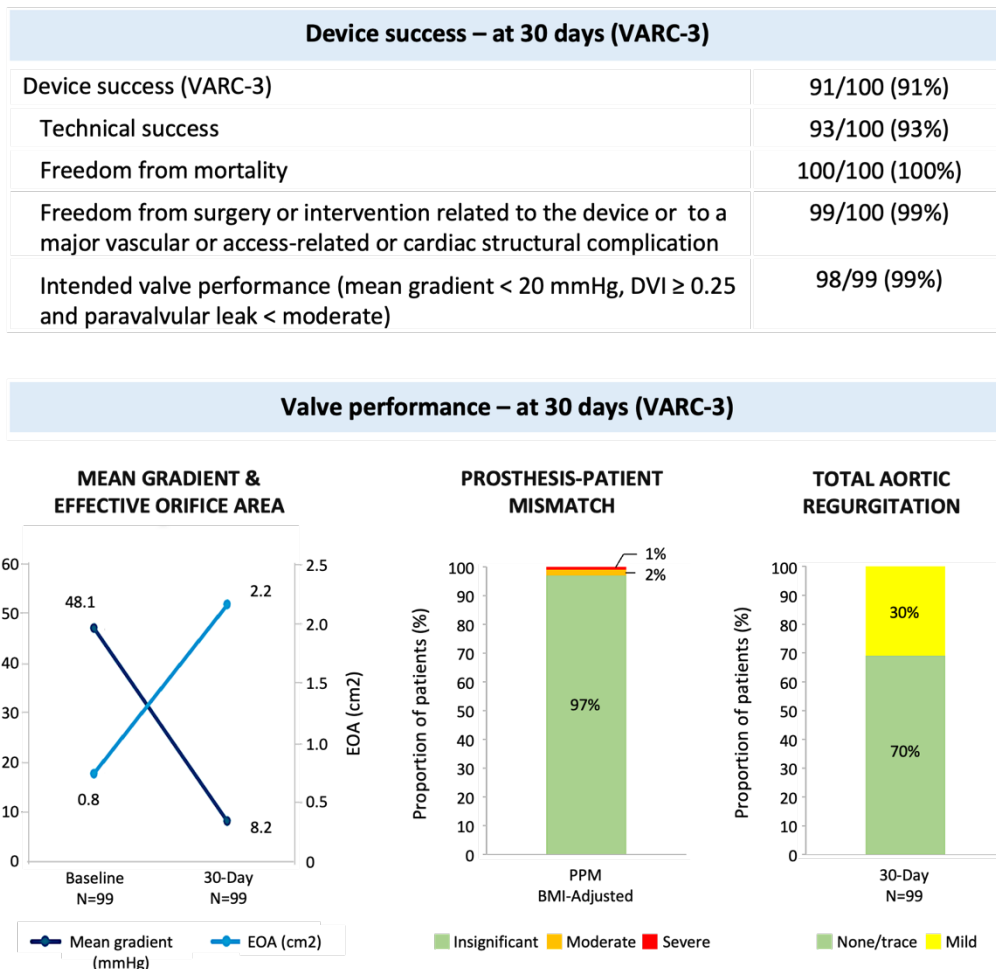 Device success – at 30 days (VARC-3)
Device success (VARC-3)
91/100 (91%)
Technical success
93/100 (93%)
Freedom from mortality
100/100 (100%)
Freedom from surgery or intervention related to the device or to a
major vascular or access-related or cardiac structural complication
99/100 (99%)
Intended valve performance (mean gradient < 20 mmHg, DVI ≥ 0.25
and paravalvular leak < moderate)
98/99 (99%)
Valve performance – at 30 days (VARC-3)
MEAN GRADIENT &
EFFECTIVE ORIFICE AREA
60
50
40
30
20
10
0
48.1
0.8
2.2
8.2
2.5
2.0
1.5
1.0
0.5
0
EOA (cm2)
Baseline
N=99
30-Day
N=99
Mean gradient
(mmHg)
EOA (cm2)
PROSTHESIS-PATIENT
MISMATCH
Proportion of patients (%)
100
90
80
70
60
50
40
30
20
10
0
1%
2%
97%
PPM
BMI-Adjusted
Insignificant
Moderate
Severe
TOTAL AORTIC
REGURGITATION
Proportion of patients (%)
100
90
80
70
60
50
40
30
20
10
0
30%
70%
30-Day
N=99
None/trace
Mild